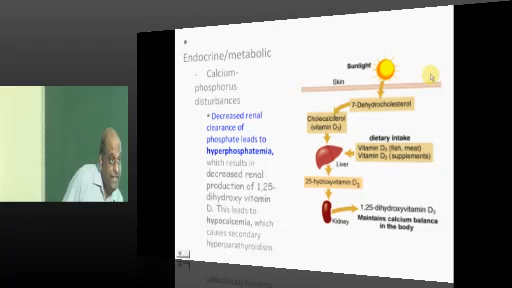 Endocrine/metabolic
- Calcium-
phosphorus
disturbances
▪ Decreased renal
clearance of
phosphate leads to
hyperphosphatemia,
which results in
decreased renal
production of 1,25-
dihydroxy vitamin
D. This leads to
hypocalcemia, which
causes secondary
hyperparathyroidism.
Sunlight
Skin
7-Dehydrocholesterol
Cholecalciferol
(vitamin D₃)
dietary intake
Vitamin D₃ (fish, meat)
Vitamin D₂ (supplements)
Liver
25-hydroxyvitamin D₃
Kidney
1,25-dihydroxyvitamin D₃
Maintains calcium balance
in the body